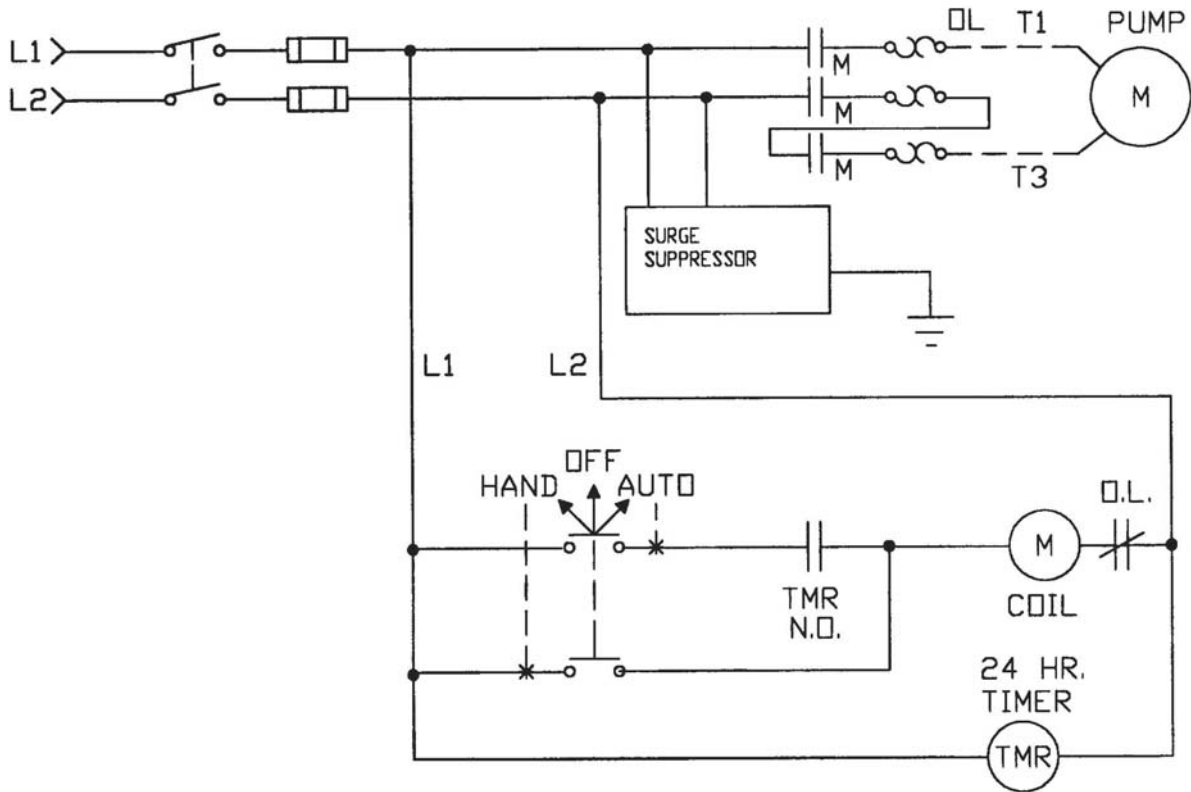 OL T1 PUMP
L1
M
M
L2
M
M
T3
SURGE
SUPPRESSOR
L1 L2
OFF
HAND AUTO
O.L.
M
TMR
N.O.
COIL
24 HR.
TIMER
TMR